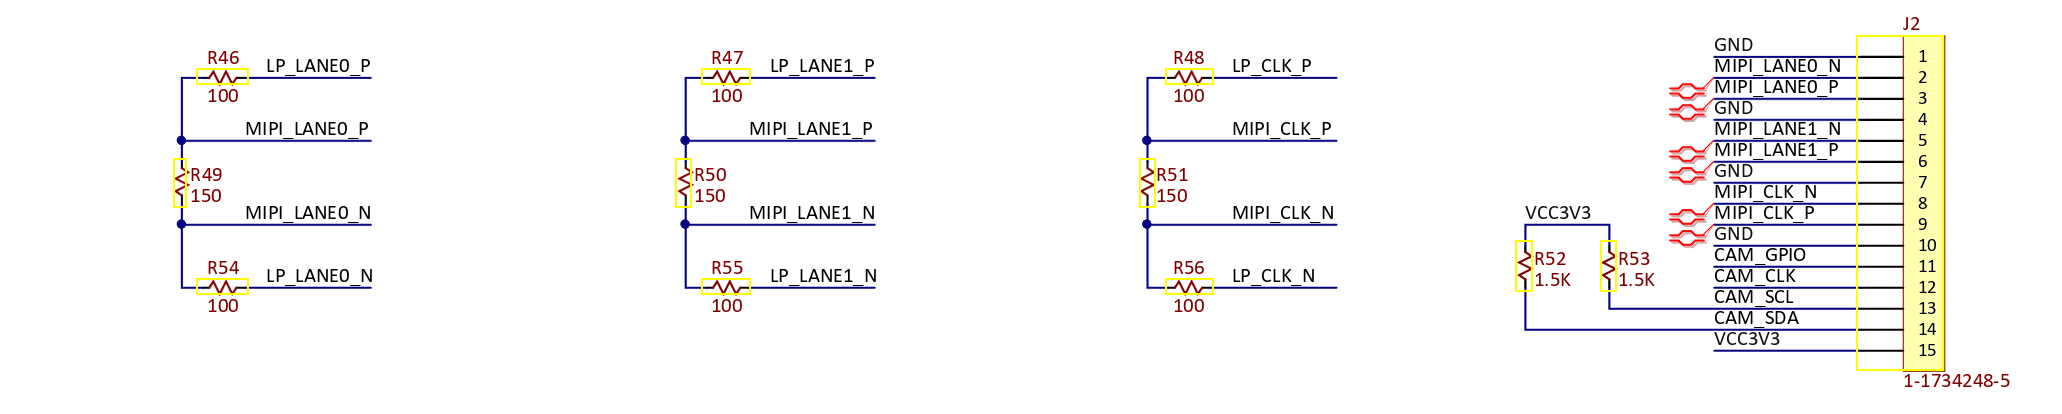 R46
LP_LANE0_P
100
MIPI_LANE0_P
R49
150
MIPI_LANE0_N
R54
LP_LANE0_N
100
R47
LP_LANE1_P
100
MIPI_LANE1_P
R50
150
MIPI_LANE1_N
R55
LP_LANE1_N
100
R48
LP_CLK_P
100
MIPI_CLK_P
R51
150
MIPI_CLK_N
R56
LP_CLK_N
100
VCC3V3
R52
1.5K
R53
1.5K
J2
GND 1
MIPI_LANE0_N 2
MIPI_LANE0_P 3
GND 4
MIPI_LANE1_N 5
MIPI_LANE1_P 6
GND 7
MIPI_CLK_N 8
MIPI_CLK_P 9
GND 10
CAM_GPIO 11
CAM_CLK 12
CAM_SCL 13
CAM_SDA 14
VCC3V3 15
1-1734248-5